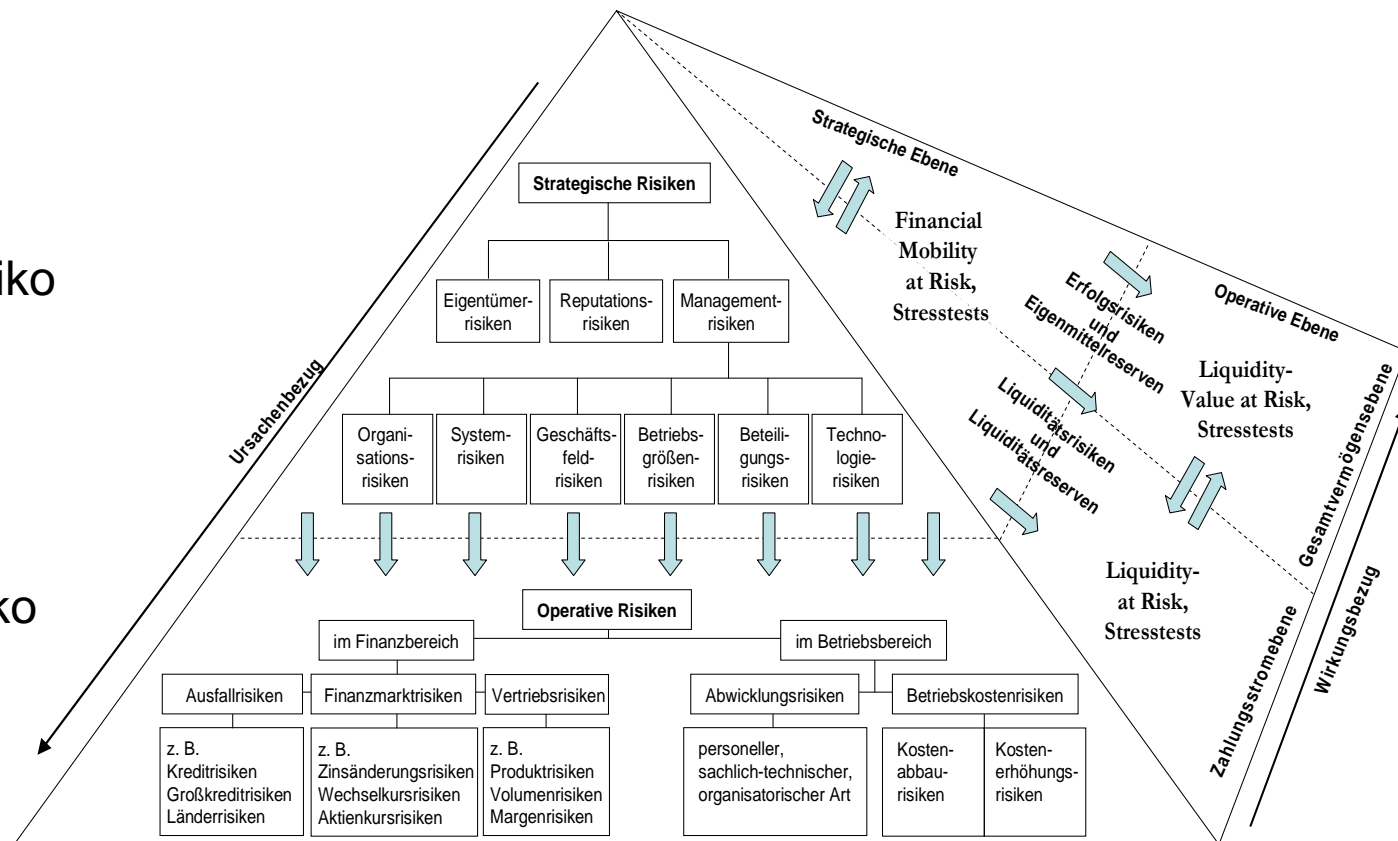 iko
ko
Ursachenbezug
Strategische Risiken
Eigentümer-
risiken
Reputations-
risiken
Management-
risiken
Organi-
sations-
risiken
System-
risiken
Geschäfts-
feld-
risiken
Betriebs-
größen-
risiken
Beteili-
gungs-
risiken
Techno-
logie-
risiken
Operative Risiken
im Finanzbereich
im Betriebsbereich
Ausfallrisiken
Finanzmarktrisiken
Vertriebsrisiken
Abwicklungsrisiken
Betriebskostenrisiken
z. B.
Kreditrisiken
Großkreditrisiken
Länderrisiken
z. B.
Zinsänderungsrisiken
Wechselkursrisiken
Aktienkursrisiken
z. B.
Produktrisiken
Volumenrisiken
Margenrisiken
personeller,
sachlich-technischer,
organisatorischer Art
Kosten-
abbau-
risiken
Kosten-
erhöhungs-
risiken
Strategische Ebene
Operative Ebene
Financial
Mobility
at Risk,
Stresstests
Erfolgsrisiken
und
Eigenmittelreserven
Liquidity-
Value at Risk,
Stresstests
Liquiditätsrisiken
und
Liquiditätsreserven
Liquidity-
at Risk,
Stresstests
Gesamtvermögensebene
Zahlungsstromebene
Wirkungsbezug